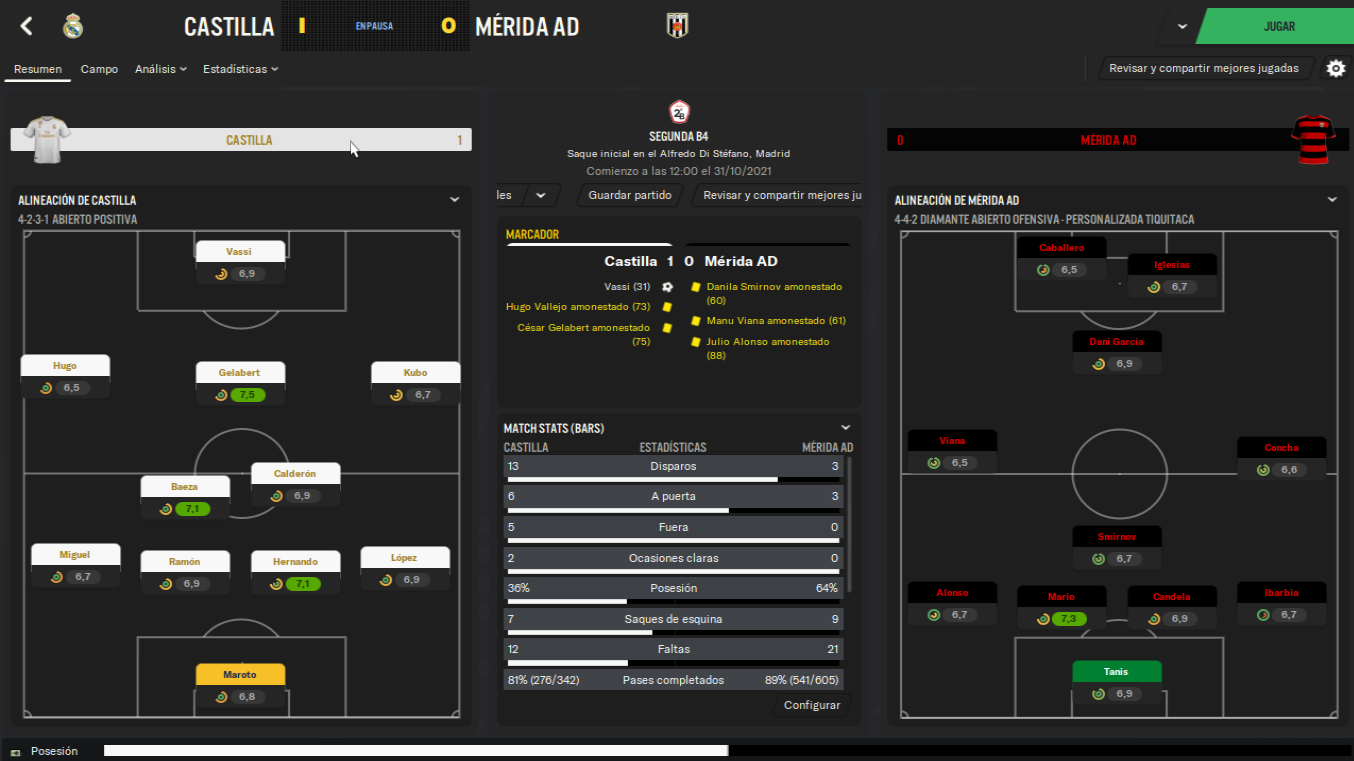 CASTILLA
1
EN PAUSA
0
MÉRIDA AD
JUGAR
Resumen
Campo
Análisis
Estadísticas
Revisar y compartir mejores jugadas
CASTILLA 1
2B
SEGUNDA B4
Saque inicial en el Alfredo Di Stéfano, Madrid
Comienzo a las 12:00 el 31/10/2021
0 MÉRIDA AD
les
Guardar partido
Revisar y compartir mejores ju
ALINEACIÓN DE CASTILLA
4-2-3-1 ABIERTO POSITIVA
Vassi
6,9
Hugo
6,5
Gelabert
7,5
Kubo
6,7
Calderón
6,9
Baeza
7,1
Miguel
6,7
Ramón
6,9
Hernando
7,1
López
6,9
Maroto
6,8
MARCADOR
Castilla 1 0 Mérida AD
Vassi (31)
Hugo Vallejo amonestado (73)
César Gelabert amonestado
(75)
Danila Smirnov amonestado
(60)
Manu Viana amonestado (61)
Julio Alonso amonestado
(88)
MATCH STATS (BARS)
CASTILLA ESTADÍSTICAS MÉRIDA AD
13 Disparos 3
6 A puerta 3
5 Fuera 0
2 Ocasiones claras 0
36% Posesión 64%
7 Saques de esquina 9
12 Faltas 21
81% (276/342) Pases completados 89% (541/605)
Configurar
ALINEACIÓN DE MÉRIDA AD
4-4-2 DIAMANTE ABIERTO OFENSIVA - PERSONALIZADA TIQUITACA
Caballero
6,5
Iglesias
6,7
Dani García
6,9
Viana
6,5
Concha
6,6
Smirnov
6,7
Alonso
6,7
Mario
7,3
Candela
6,9
Ibarbia
6,7
Tanis
6,9
Posesión